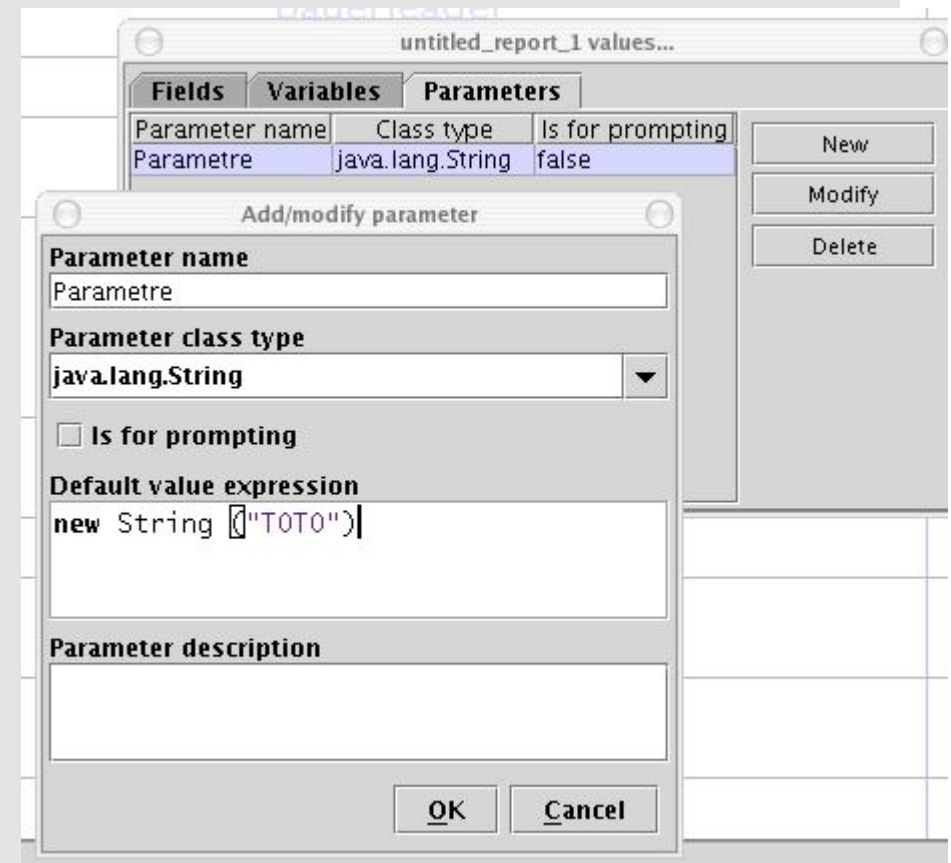 PageHeader
untitled_report_1 values...
Fields Variables Parameters
Parameter name Class type Is for prompting
Parametre java.lang.String false
New
Modify
Delete
Add/modify parameter
Parameter name
Parametre
Parameter class type
java.lang.String
Is for prompting
Default value expression
new String ("TOTO")
Parameter description
OK Cancel